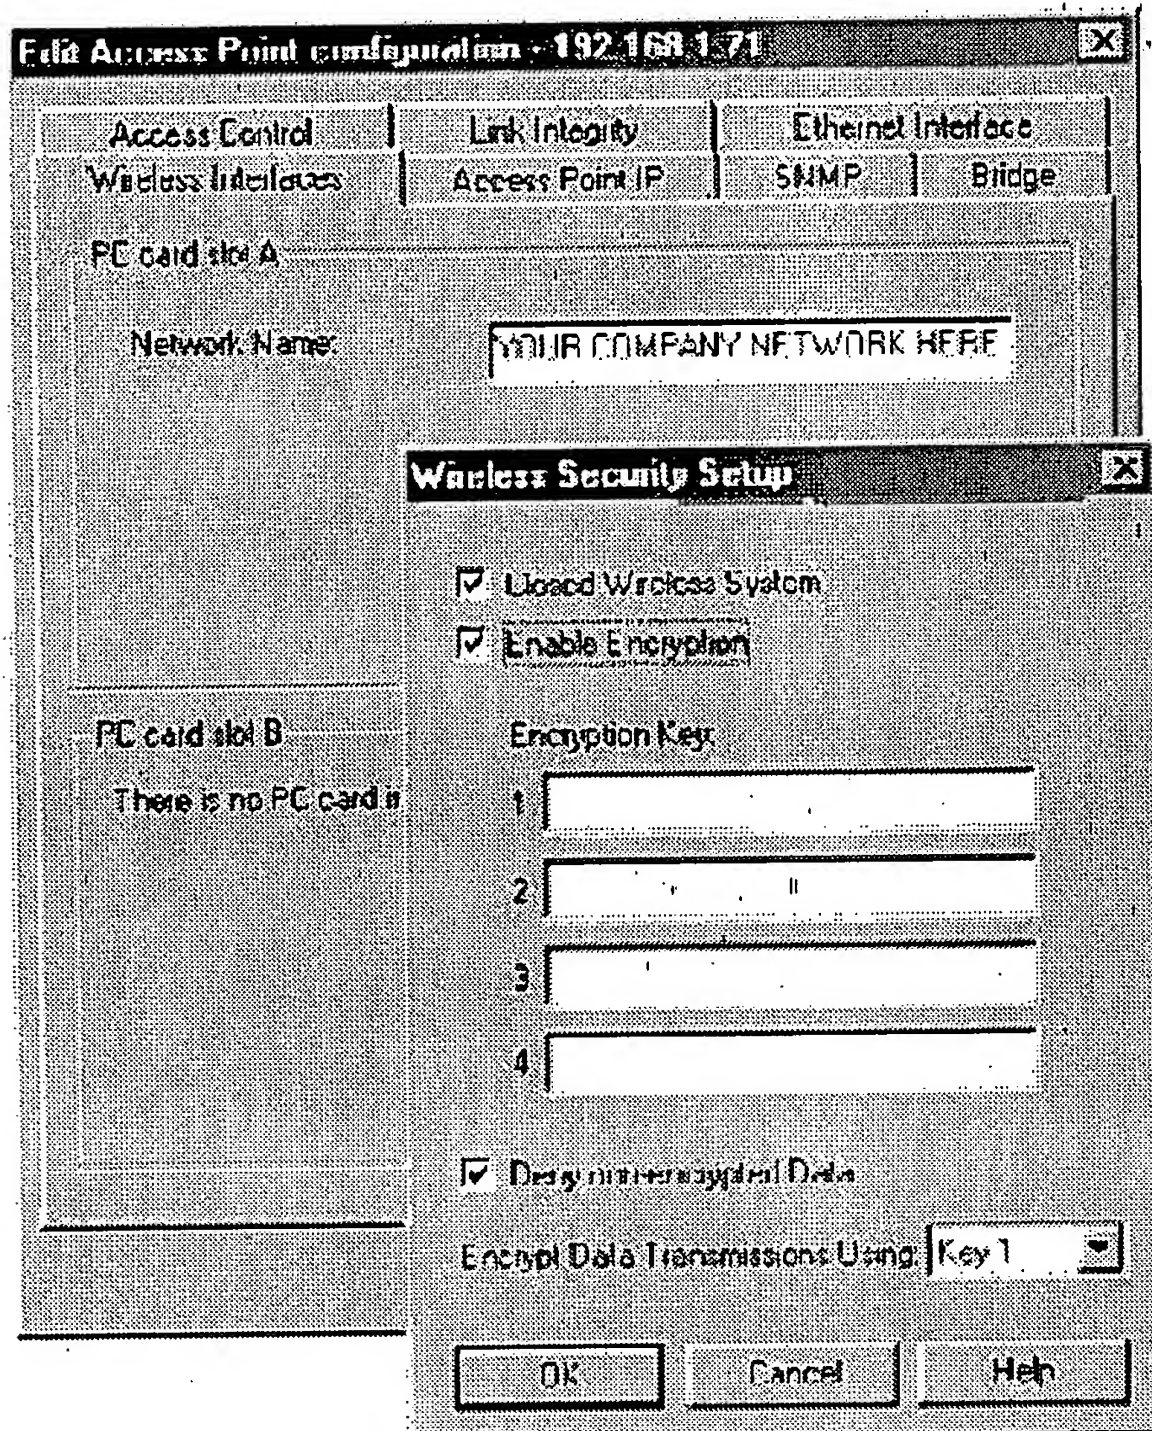 Edit Access Point configuration - 192.168.1.71
Access Control
Link Integrity
Ethernet Interface
Wireless Interfaces
Access Point IP
SNMP
Bridge
PC card slot A
Network Name:
YOUR COMPANY NETWORK HERE
Wireless Security Setup
Closed Wireless System
Enable Encryption
PC card slot B
There is no PC card
Encryption Key:
1
2
3
4
Deny non-encrypted Data
Encrypt Data Transmissions Using:
Key 1
OK
Cancel
Help